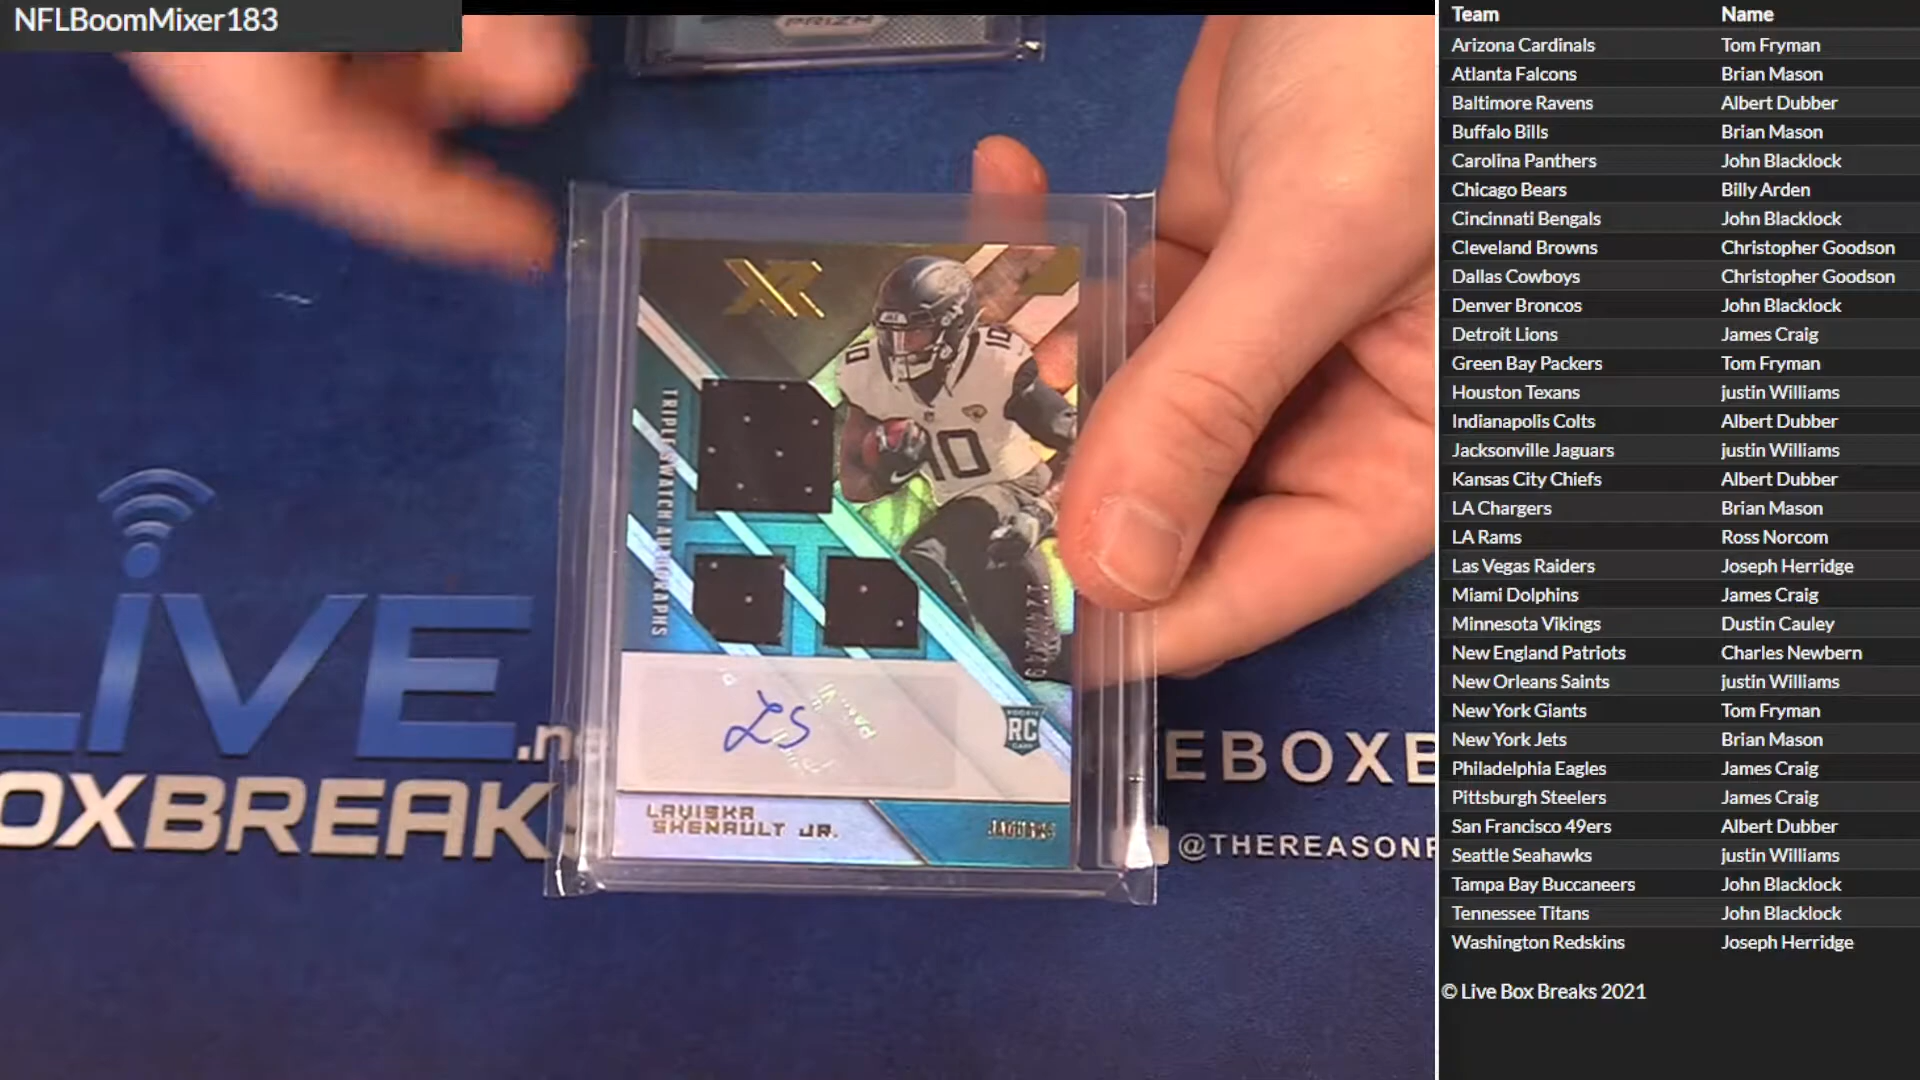 NFLBoomMixer183
PRIZM
XR
10
10
10
TRIPLE SWATCH AUTOGRAPHS
LS
RC
LAVISKA
SHENAULT JR.
JAGUARS
LIVE
BOXBREAKS
EBOXB
@THEREASONF
Team Name
Arizona Cardinals Tom Fryman
Atlanta Falcons Brian Mason
Baltimore Ravens Albert Dubber
Buffalo Bills Brian Mason
Carolina Panthers John Blacklock
Chicago Bears Billy Arden
Cincinnati Bengals John Blacklock
Cleveland Browns Christopher Goodson
Dallas Cowboys Christopher Goodson
Denver Broncos John Blacklock
Detroit Lions James Craig
Green Bay Packers Tom Fryman
Houston Texans justin Williams
Indianapolis Colts Albert Dubber
Jacksonville Jaguars justin Williams
Kansas City Chiefs Albert Dubber
LA Chargers Brian Mason
LA Rams Ross Norcom
Las Vegas Raiders Joseph Herridge
Miami Dolphins James Craig
Minnesota Vikings Dustin Cauley
New England Patriots Charles Newbern
New Orleans Saints justin Williams
New York Giants Tom Fryman
New York Jets Brian Mason
Philadelphia Eagles James Craig
Pittsburgh Steelers James Craig
San Francisco 49ers Albert Dubber
Seattle Seahawks justin Williams
Tampa Bay Buccaneers John Blacklock
Tennessee Titans John Blacklock
Washington Redskins Joseph Herridge
© Live Box Breaks 2021